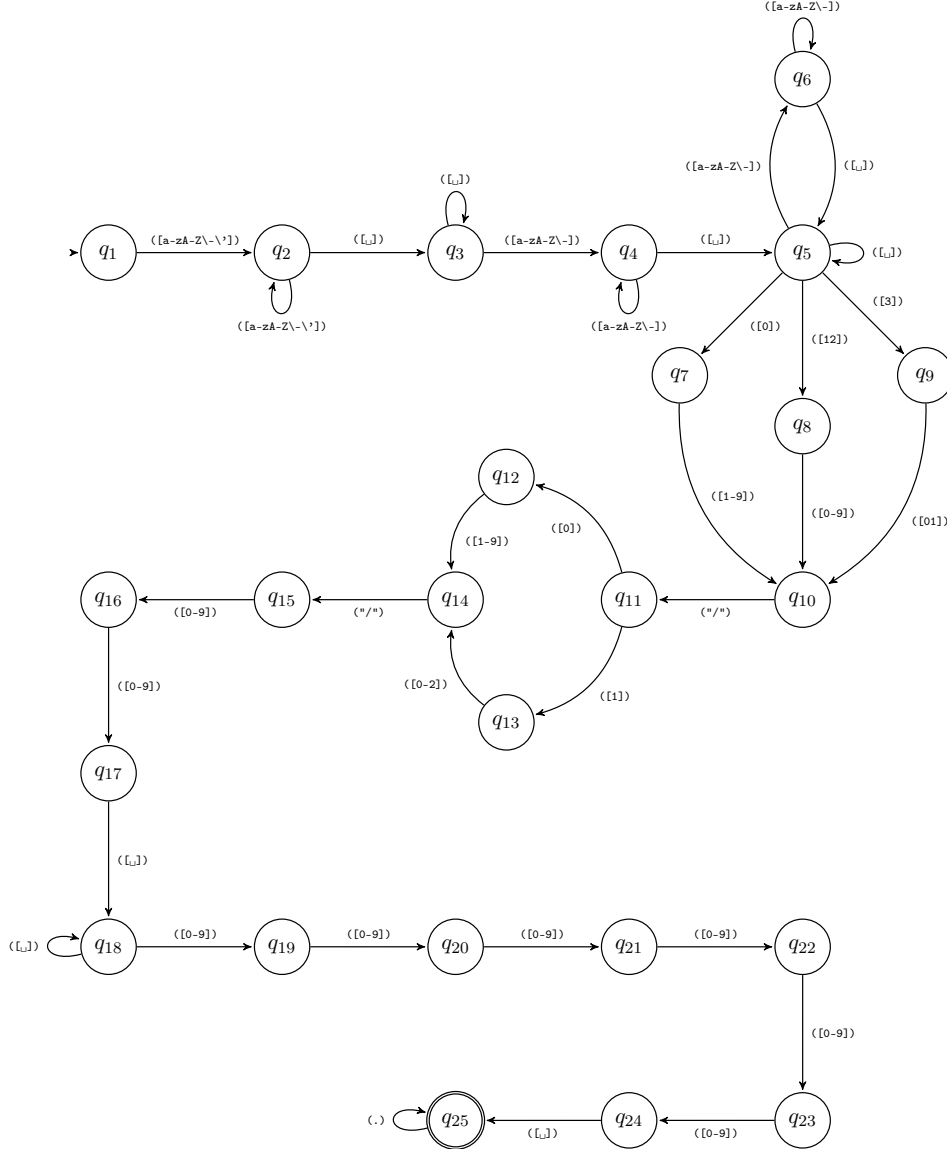 ([a-zA-Z\-])
q6
([a-zA-Z\-]) ([␣])
([␣])
q1 ([a-zA-Z\-\']) q2 ([␣]) q3 ([a-zA-Z\-]) q4 ([␣]) q5 ([␣])
([a-zA-Z\-\']) ([a-zA-Z\-])
([0]) ([12]) ([3])
q7 q8 q9
([1-9]) ([0-9]) ([01])
q12
([1-9]) ([0])
q16 ([0-9]) q15 ("/") q14 q11 ("/") q10
([0-9]) ([0-2]) ([1])
q13
q17
([␣])
([␣]) q18 ([0-9]) q19 ([0-9]) q20 ([0-9]) q21 ([0-9]) q22
([0-9])
(.) q25 ([␣]) q24 ([0-9]) q23